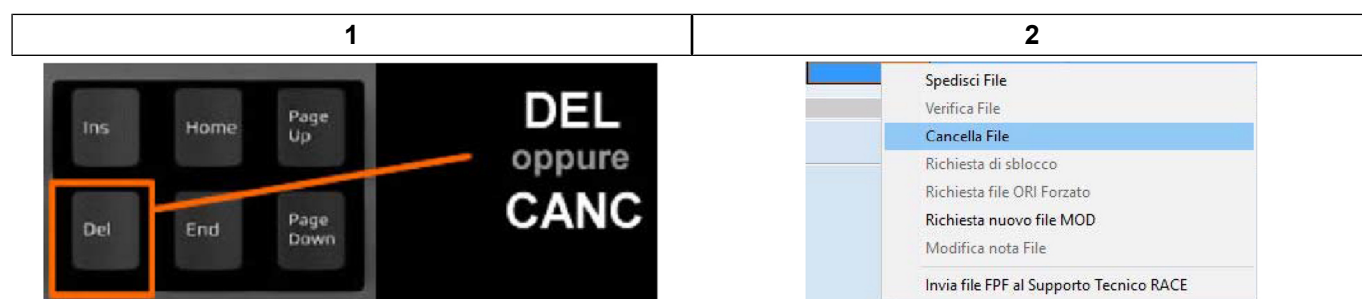 1
2
Ins
Home
Page
Up
Del
End
Page
Down
DEL
oppure
CANC
Spedisci File
Verifica File
Cancella File
Richiesta di sblocco
Richiesta file ORI Forzato
Richiesta nuovo file MOD
Modifica nota File
Invia file FPF al Supporto Tecnico RACE